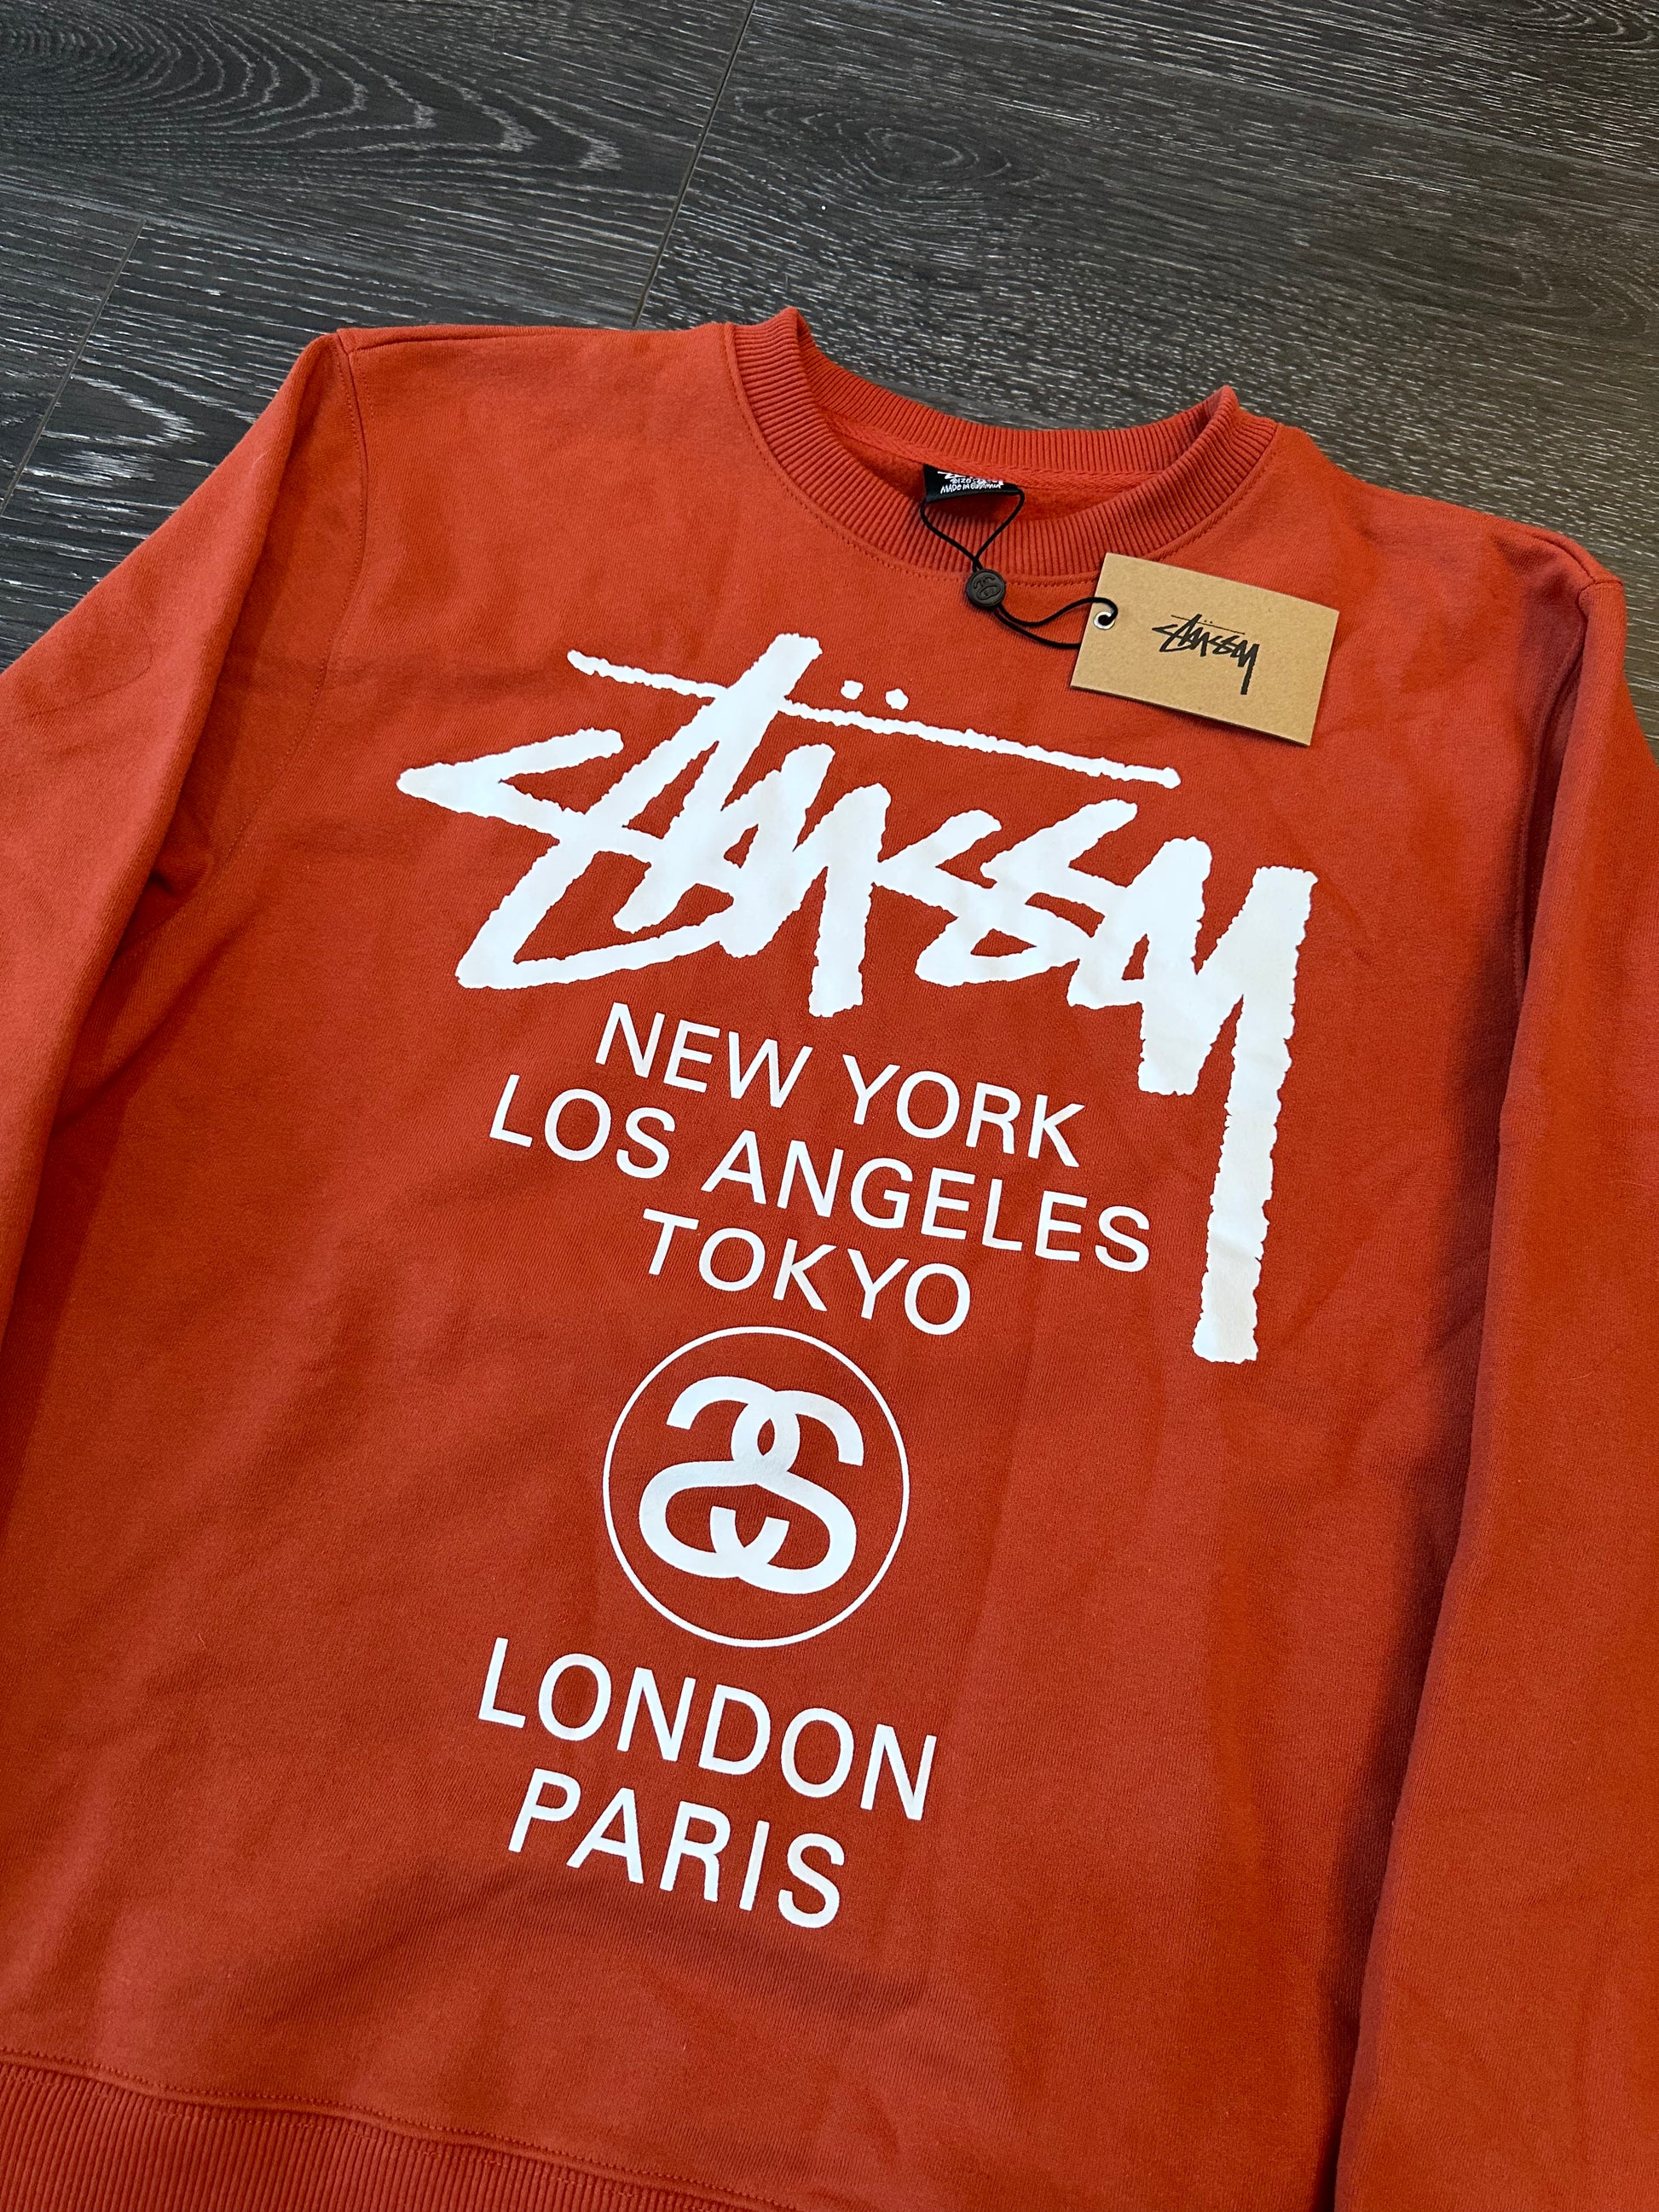 STÜSSY
STÜSSY
NEW YORK
LOS ANGELES
TOKYO
LONDON
PARIS